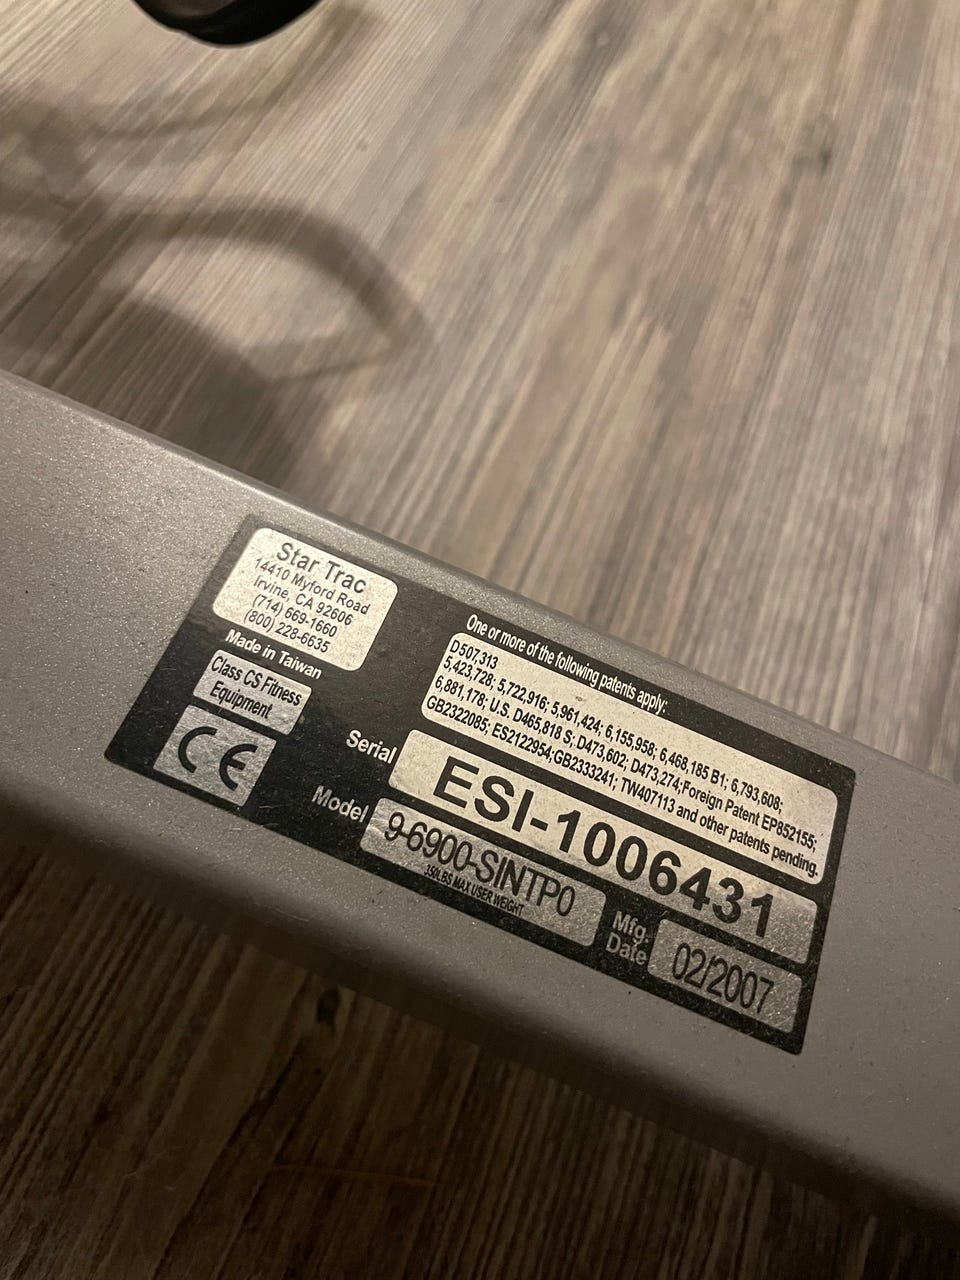 Star Trac
14410 Myford Road
Irvine, CA 92606
(714) 669-1660
(800) 228-6635
Made in Taiwan
Class CS Fitness
Equipment
CE
One or more of the following patents apply:
D507,313
5,423,728; 5,722,916; 5,961,424; 6,155,958; 6,468,185 B1; 6,793,608;
6,881,178; U.S. D465,818 S; D473,602; D473,274;Foreign Patent EP852155;
GB2322085; ES2122954;GB2333241; TW407113 and other patents pending.
Serial ESI-1006431
Model 9-6900-SINTP0
350LBS MAX USER WEIGHT
Mfg.
Date 02/2007